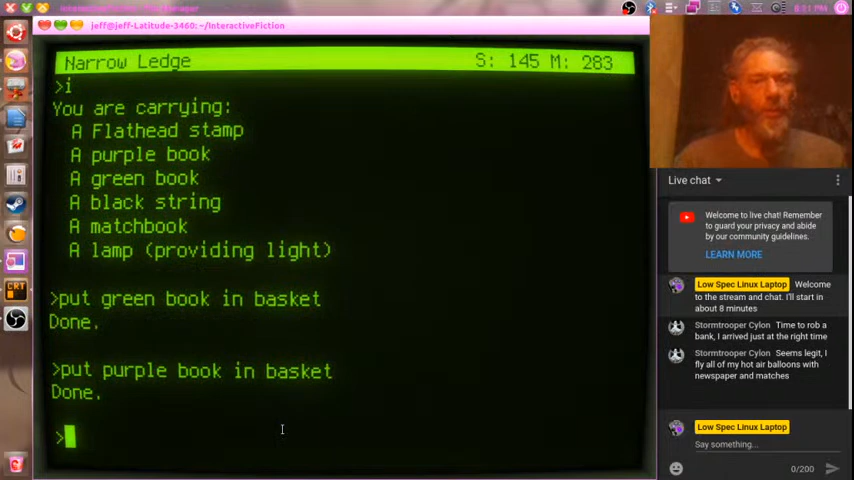 jeff@jeff-Latitude-3460: ~/InteractiveFiction
8:01 PM
Narrow Ledge S: 145 M: 283
>i
You are carrying:
A Flathead stamp
A purple book
A green book
A black string
A matchbook
A lamp (providing light)
>put green book in basket
Done.
>put purple book in basket
Done.
>
CRT
Live chat
Welcome to live chat! Remember
to guard your privacy and abide
by our community guidelines.
LEARN MORE
Low Spec Linux Laptop Welcome
to the stream and chat. I'll start in
about 8 minutes
Stormtrooper Cylon Time to rob a
bank, I arrived just at the right time
Stormtrooper Cylon Seems legit, I
fly all of my hot air balloons with
newspaper and matches
Low Spec Linux Laptop
Say something...
0/200